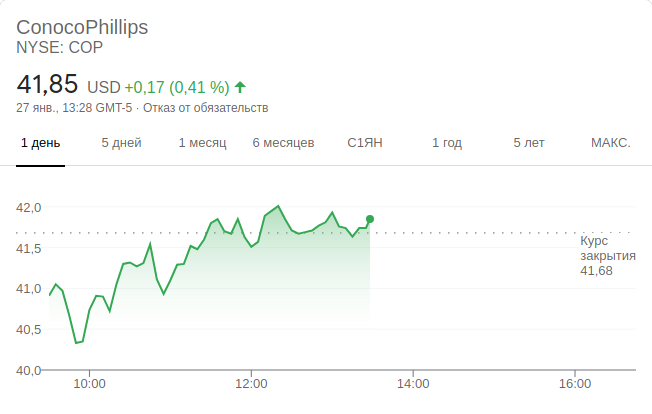 ConocoPhillips
NYSE: COP
41,85 USD +0,17 (0,41 %)
27 янв., 13:28 GMT-5 · Отказ от обязательств
1 день 5 дней 1 месяц 6 месяцев С1ЯН 1 год 5 лет МАКС.
42,0
41,5
41,0
40,5
40,0
Курс
закрытия
41,68
10:00 12:00 14:00 16:00